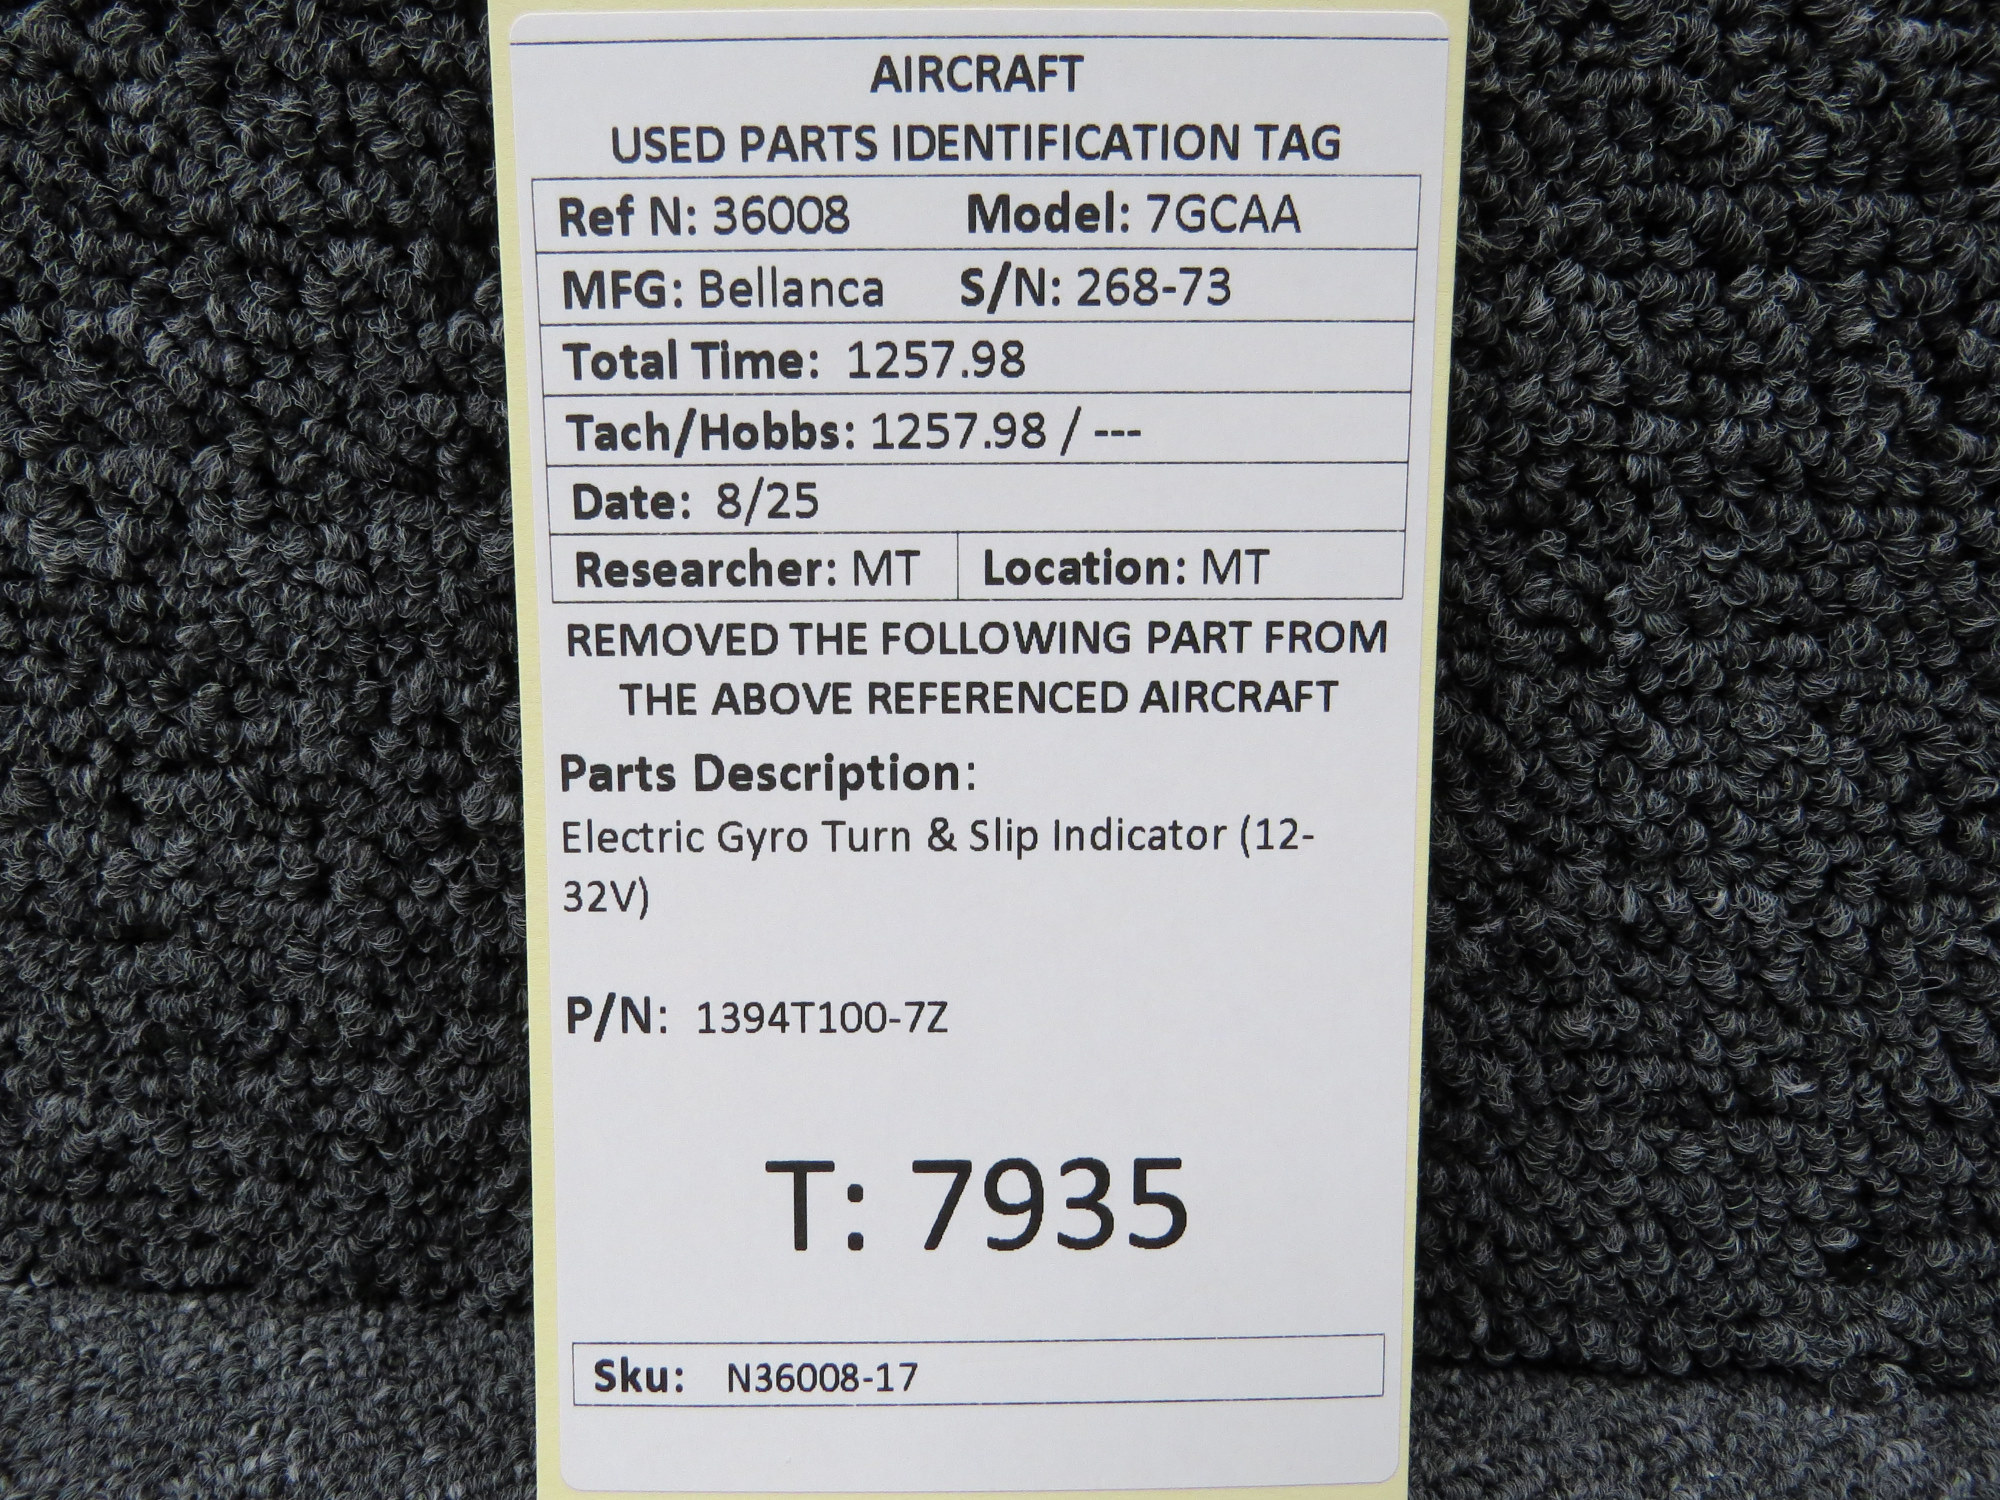 AIRCRAFT
USED PARTS IDENTIFICATION TAG
Ref N: 36008 Model: 7GCAA
MFG: Bellanca S/N: 268-73
Total Time: 1257.98
Tach/Hobbs: 1257.98 / ---
Date: 8/25
Researcher: MT Location: MT
REMOVED THE FOLLOWING PART FROM
THE ABOVE REFERENCED AIRCRAFT
Parts Description:
Electric Gyro Turn & Slip Indicator (12-
32V)
P/N: 1394T100-7Z
T: 7935
Sku: N36008-17